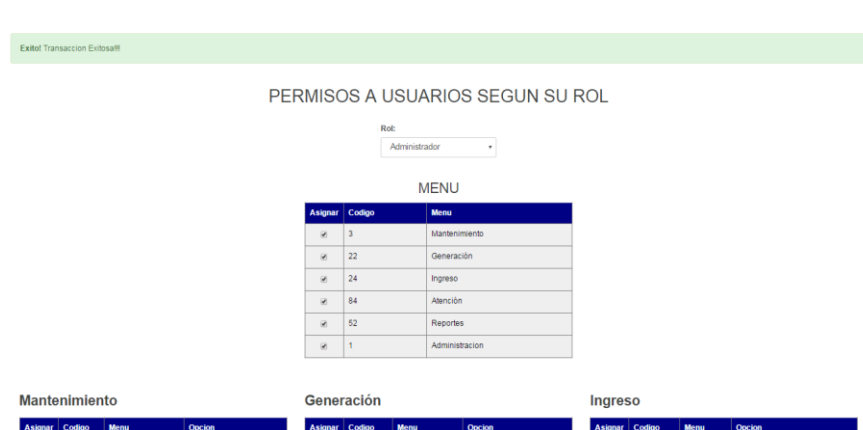 Exito! Transaccion Exitosa!!!
PERMISOS A USUARIOS SEGUN SU ROL
Rol:
Administrador
MENU
Asignar Codigo Menu
3 Mantenimiento
22 Generación
24 Ingreso
84 Atención
52 Reportes
1 Administracion
Mantenimiento Generación Ingreso
Asignar Codigo Menu Opcion Asignar Codigo Menu Opcion Asignar Codigo Menu Opcion